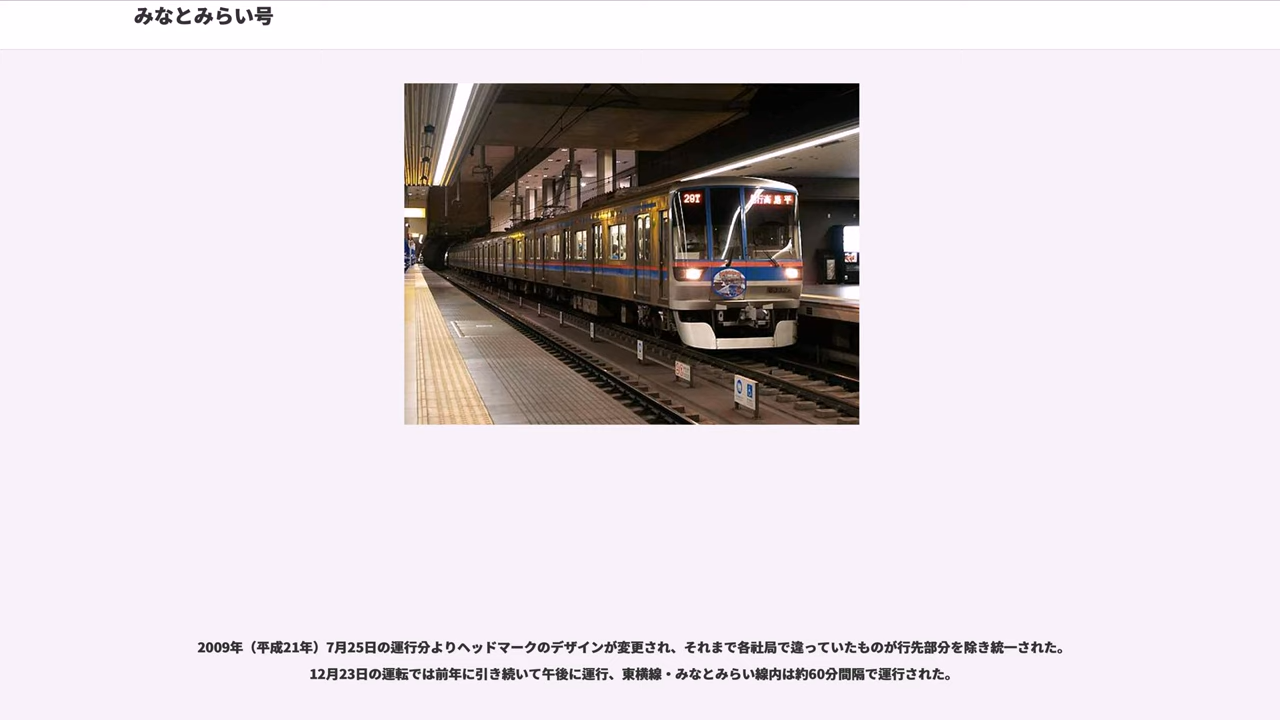 みなとみらい号
29T
2009年（平成21年）7月25日の運行分よりヘッドマークのデザインが変更され、それまで各社局で違っていたものが行先部分を除き統一された。
12月23日の運転では前年に引き続いて午後に運行、東横線・みなとみらい線内は約60分間隔で運行された。